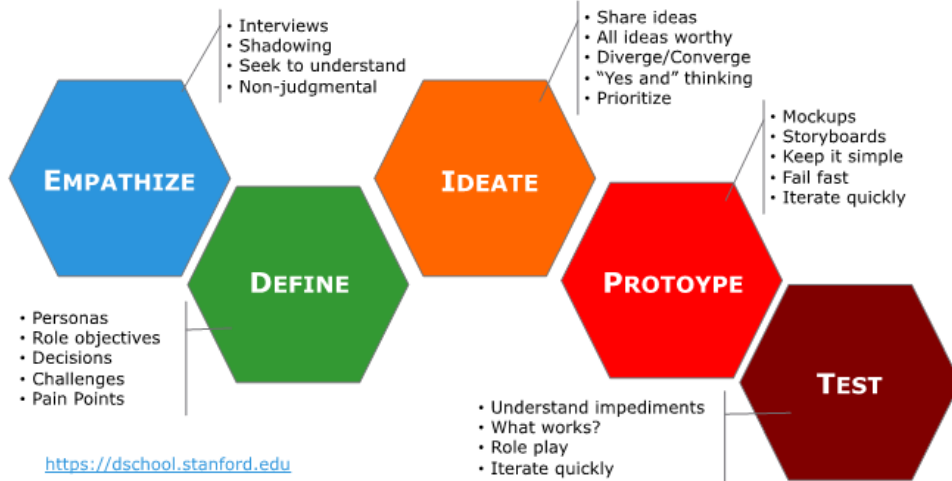 EMPATHIZE
• Interviews
• Shadowing
• Seek to understand
• Non-judgmental
DEFINE
• Personas
• Role objectives
• Decisions
• Challenges
• Pain Points
IDEATE
• Share ideas
• All ideas worthy
• Diverge/Converge
• “Yes and” thinking
• Prioritize
PROTOYPE
• Mockups
• Storyboards
• Keep it simple
• Fail fast
• Iterate quickly
TEST
• Understand impediments
• What works?
• Role play
• Iterate quickly
https://dschool.stanford.edu